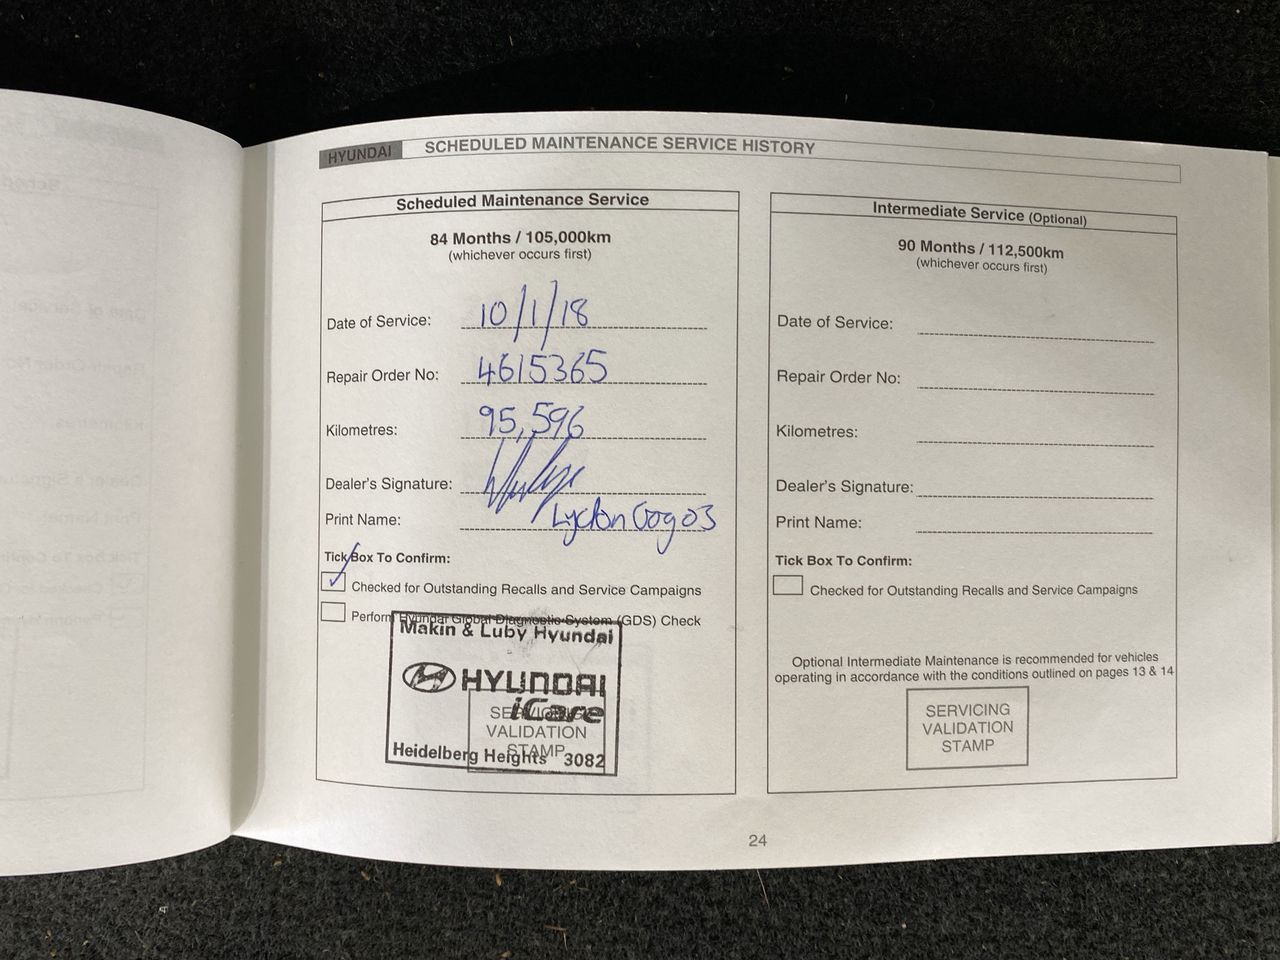 HYUNDAI SCHEDULED MAINTENANCE SERVICE HISTORY
Scheduled Maintenance Service
84 Months / 105,000km
(whichever occurs first)
Date of Service: 10/1/18
Repair Order No: 4615365
Kilometres: 95,596
Dealer's Signature:
Print Name: Lydon Gogos
Tick Box To Confirm:
Checked for Outstanding Recalls and Service Campaigns
Perform Hyundai Global Diagnostic System (GDS) Check
Makin & Luby Hyundai
HYUNDAI
iCare
SERVICING
VALIDATION
STAMP
Heidelberg Heights 3082
Intermediate Service (Optional)
90 Months / 112,500km
(whichever occurs first)
Date of Service:
Repair Order No:
Kilometres:
Dealer's Signature:
Print Name:
Tick Box To Confirm:
Checked for Outstanding Recalls and Service Campaigns
Optional Intermediate Maintenance is recommended for vehicles
operating in accordance with the conditions outlined on pages 13 & 14
SERVICING
VALIDATION
STAMP
24